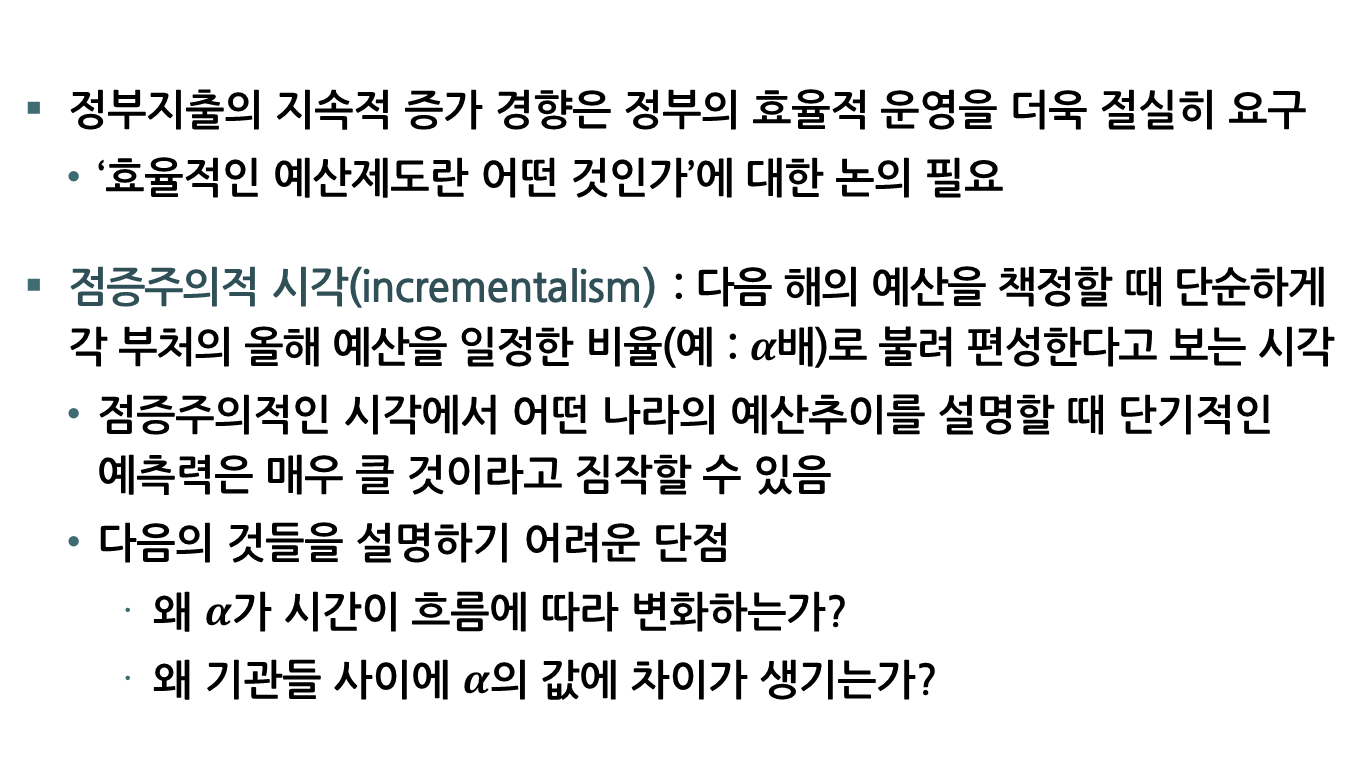 ▪ 정부지출의 지속적 증가 경향은 정부의 효율적 운영을 더욱 절실히 요구
• ‘효율적인 예산제도란 어떤 것인가’에 대한 논의 필요
▪ 점증주의적 시각(incrementalism) : 다음 해의 예산을 책정할 때 단순하게
각 부처의 올해 예산을 일정한 비율(예 : α배)로 불려 편성한다고 보는 시각
• 점증주의적인 시각에서 어떤 나라의 예산추이를 설명할 때 단기적인
예측력은 매우 클 것이라고 짐작할 수 있음
• 다음의 것들을 설명하기 어려운 단점
· 왜 α가 시간이 흐름에 따라 변화하는가?
· 왜 기관들 사이에 α의 값에 차이가 생기는가?